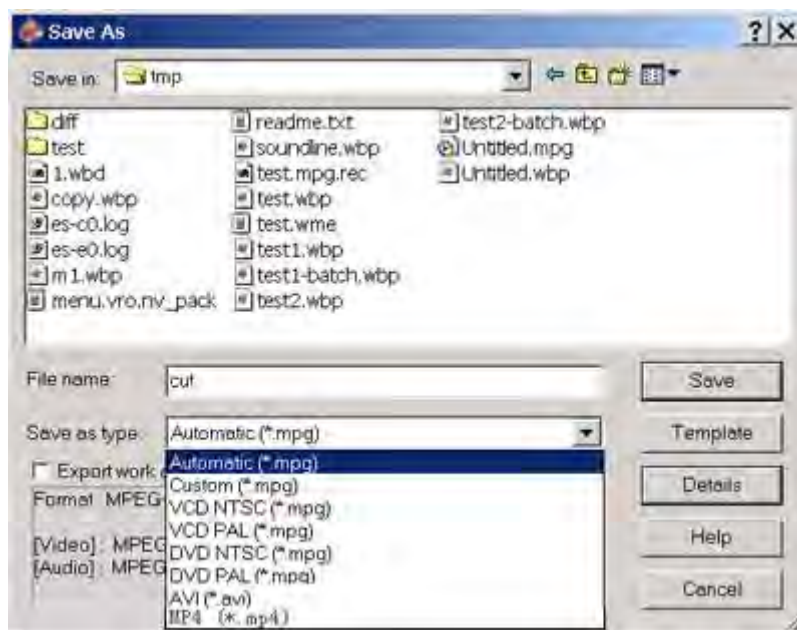 Save As
Save in: tmp
diff
test
1.wbd
copy.wbp
es-c0.log
es-e0.log
m1.wbp
menu.vro.nv_pack
readme.txt
soundline.wbp
test.mpg.rec
test.wbp
test.wme
test1.wbp
test1-batch.wbp
test2.wbp
test2-batch.wbp
Untitled.mpg
Untitled.wbp
File name: cut
Save
Save as type: Automatic (*.mpg)
Template
Automatic (*.mpg)
Custom (*.mpg)
VCD NTSC (*.mpg)
VCD PAL (*.mpg)
DVD NTSC (*.mpg)
DVD PAL (*.mpg)
AVI (*.avi)
MP4 (*.mp4)
Export work
Format MPEG
[Video] : MPEG
[Audio] : MPEG
Details
Help
Cancel